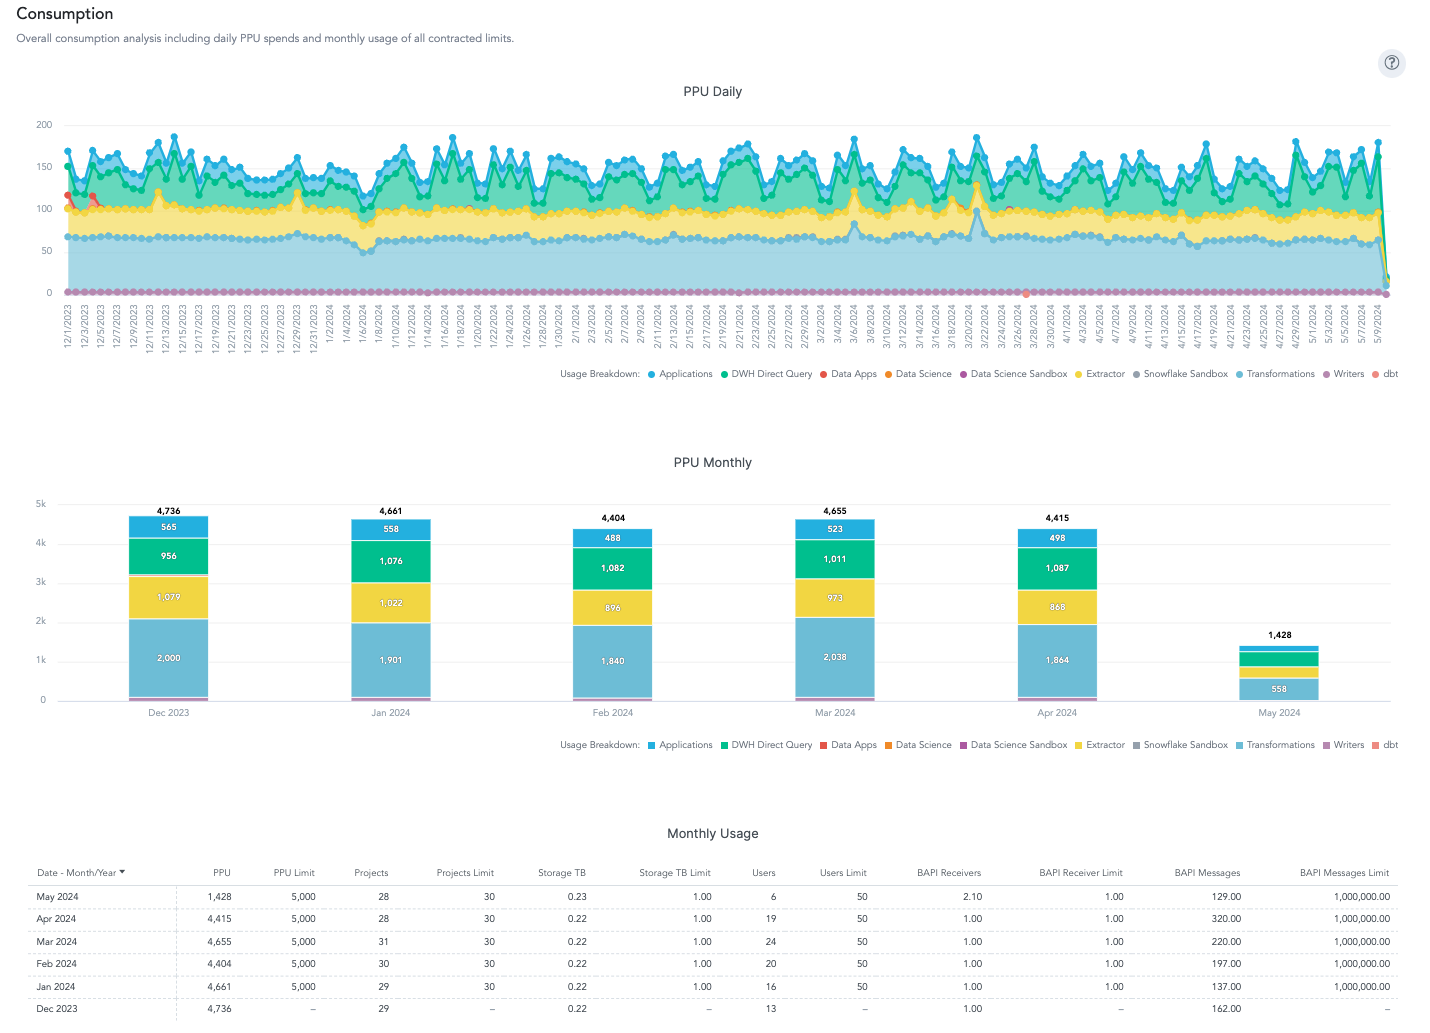 Consumption
Overall consumption analysis including daily PPU spends and monthly usage of all contracted limits.
?
PPU Daily
200
150
100
50
0
12/1/2023 12/3/2023 12/5/2023 12/7/2023 12/9/2023 12/11/2023 12/13/2023 12/15/2023 12/17/2023 12/19/2023 12/21/2023 12/23/2023 12/25/2023 12/27/2023 12/29/2023 12/31/2023 1/2/2024 1/4/2024 1/6/2024 1/8/2024 1/10/2024 1/12/2024 1/14/2024 1/16/2024 1/18/2024 1/20/2024 1/22/2024 1/24/2024 1/26/2024 1/28/2024 1/30/2024 2/1/2024 2/3/2024 2/5/2024 2/7/2024 2/9/2024 2/11/2024 2/13/2024 2/15/2024 2/17/2024 2/19/2024 2/21/2024 2/23/2024 2/25/2024 2/27/2024 2/29/2024 3/2/2024 3/4/2024 3/6/2024 3/8/2024 3/10/2024 3/12/2024 3/14/2024 3/16/2024 3/18/2024 3/20/2024 3/22/2024 3/24/2024 3/26/2024 3/28/2024 3/30/2024 4/1/2024 4/3/2024 4/5/2024 4/7/2024 4/9/2024 4/11/2024 4/13/2024 4/15/2024 4/17/2024 4/19/2024 4/21/2024 4/23/2024 4/25/2024 4/27/2024 4/29/2024 5/1/2024 5/3/2024 5/5/2024 5/7/2024 5/9/2024
Usage Breakdown: Applications DWH Direct Query Data Apps Data Science Data Science Sandbox Extractor Snowflake Sandbox Transformations Writers dbt
PPU Monthly
5k
4k
3k
2k
1k
0
4,736 4,661 4,404 4,655 4,415 1,428
565 558 488 523 498
956 1,076 1,082 1,011 1,087
1,079 1,022 896 973 868
2,000 1,901 1,840 2,038 1,864 558
Dec 2023 Jan 2024 Feb 2024 Mar 2024 Apr 2024 May 2024
Usage Breakdown: Applications DWH Direct Query Data Apps Data Science Data Science Sandbox Extractor Snowflake Sandbox Transformations Writers dbt
Monthly Usage
Date - Month/Year PPU PPU Limit Projects Projects Limit Storage TB Storage TB Limit Users Users Limit BAPI Receivers BAPI Receiver Limit BAPI Messages BAPI Messages Limit
May 2024 1,428 5,000 28 30 0.23 1.00 6 50 2.10 1.00 129.00 1,000,000.00
Apr 2024 4,415 5,000 28 30 0.22 1.00 19 50 1.00 1.00 320.00 1,000,000.00
Mar 2024 4,655 5,000 31 30 0.22 1.00 24 50 1.00 1.00 220.00 1,000,000.00
Feb 2024 4,404 5,000 30 30 0.22 1.00 20 50 1.00 1.00 197.00 1,000,000.00
Jan 2024 4,661 5,000 29 30 0.22 1.00 16 50 1.00 1.00 137.00 1,000,000.00
Dec 2023 4,736 – 29 – 0.22 – 13 – 1.00 162.00 –